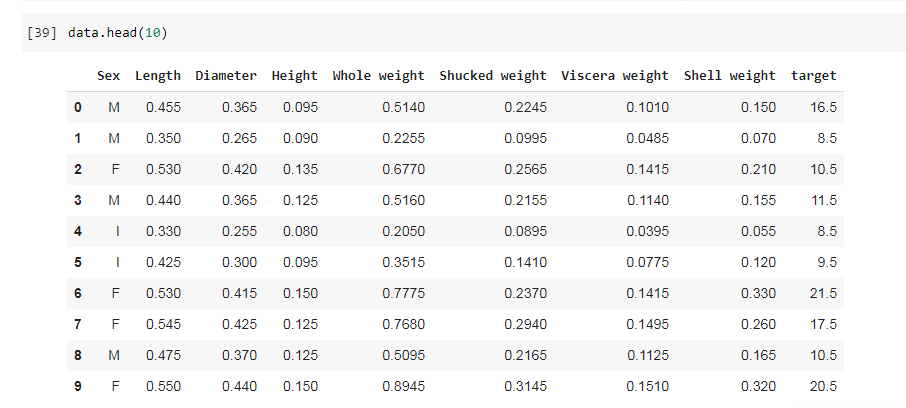 [39] data.head(10)
Sex Length Diameter Height Whole weight Shucked weight Viscera weight Shell weight target
0 M 0.455 0.365 0.095 0.5140 0.2245 0.1010 0.150 16.5
1 M 0.350 0.265 0.090 0.2255 0.0995 0.0485 0.070 8.5
2 F 0.530 0.420 0.135 0.6770 0.2565 0.1415 0.210 10.5
3 M 0.440 0.365 0.125 0.5160 0.2155 0.1140 0.155 11.5
4 I 0.330 0.255 0.080 0.2050 0.0895 0.0395 0.055 8.5
5 I 0.425 0.300 0.095 0.3515 0.1410 0.0775 0.120 9.5
6 F 0.530 0.415 0.150 0.7775 0.2370 0.1415 0.330 21.5
7 F 0.545 0.425 0.125 0.7680 0.2940 0.1495 0.260 17.5
8 M 0.475 0.370 0.125 0.5095 0.2165 0.1125 0.165 10.5
9 F 0.550 0.440 0.150 0.8945 0.3145 0.1510 0.320 20.5